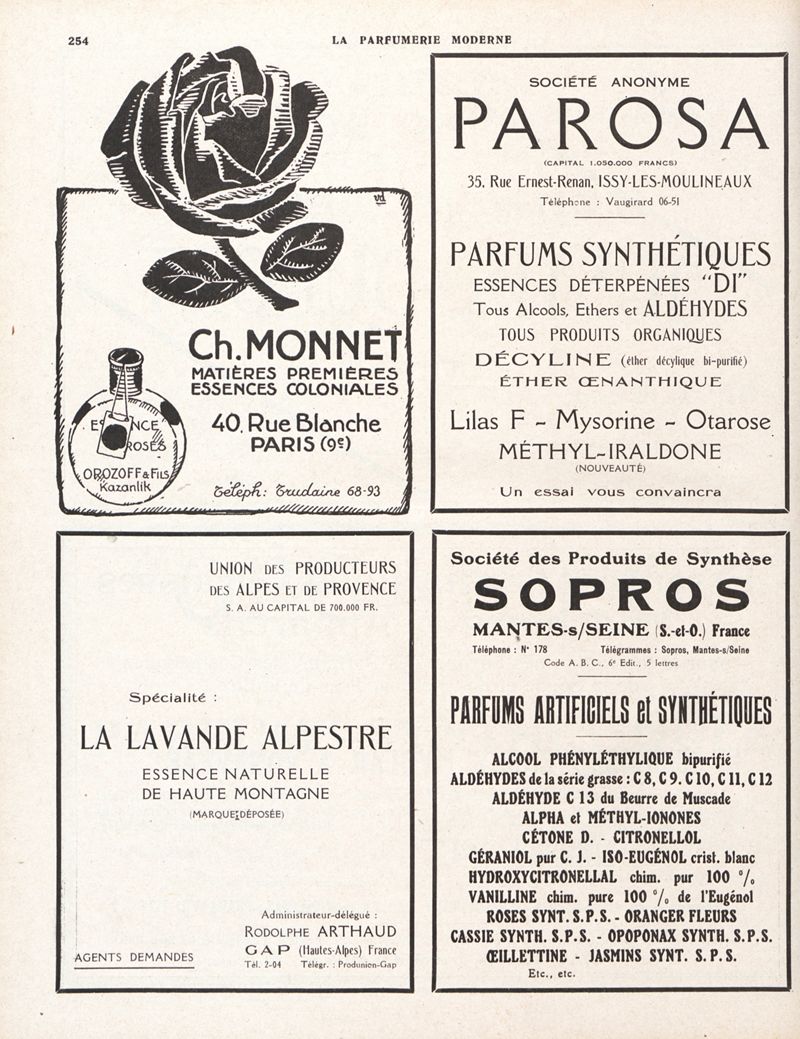 254
LA PARFUMERIE MODERNE
vd
Ch. MONNET
MATIÈRES PREMIÈRES
ESSENCES COLONIALES
40, Rue Blanche
PARIS (9e)
Téléph: Trudaine 68-93
ROSES
OROZOFF & FILS
Kazanlik
SOCIÉTÉ ANONYME
PAROSA
(CAPITAL 1.050.000 FRANCS)
35, Rue Ernest-Renan, ISSY-LES-MOULINEAUX
Téléphone : Vaugirard 06-51
PARFUMS SYNTHÉTIQUES
ESSENCES DÉTERPÉNÉES "DI"
Tous Alcools, Ethers et ALDÉHYDES
TOUS PRODUITS ORGANIQUES
DÉCYLINE (éther décylique bi-purifié)
ÉTHER ŒNANTHIQUE
Lilas F - Mysorine - Otarose
MÉTHYL-IRALDONE
(NOUVEAUTÉ)
Un essai vous convaincra
UNION DES PRODUCTEURS
DES ALPES ET DE PROVENCE
S. A. AU CAPITAL DE 700.000 FR.
Spécialité :
LA LAVANDE ALPESTRE
ESSENCE NATURELLE
DE HAUTE MONTAGNE
(MARQUE DÉPOSÉE)
Administrateur-délégué :
RODOLPHE ARTHAUD
GAP (Hautes-Alpes) France
Tél. 2-04 Télégr. : Produnion-Gap
AGENTS DEMANDES
Société des Produits de Synthèse
SOPROS
MANTES-s/SEINE (S.-et-O.) France
Téléphone : N° 178 Télégrammes : Sopros, Mantes-s/Seine
Code A. B. C., 6e Edit., 5 lettres
PARFUMS ARTIFICIELS et SYNTHÉTIQUES
ALCOOL PHÉNYLÉTHYLIQUE bipurifié
ALDÉHYDES de la série grasse : C 8, C 9. C 10, C 11, C 12
ALDÉHYDE C 13 du Beurre de Muscade
ALPHA et MÉTHYL-IONONES
CÉTONE D. - CITRONELLOL
GÉRANIOL pur C. J. - ISO-EUGÉNOL crist. blanc
HYDROXYCITRONELLAL chim. pur 100 %
VANILLINE chim. pure 100 % de l'Eugénol
ROSES SYNT. S.P.S. - ORANGER FLEURS
CASSIE SYNTH. S.P.S. - OPOPONAX SYNTH. S.P.S.
ŒILLETTINE - JASMINS SYNT. S.P.S.
Etc., etc.